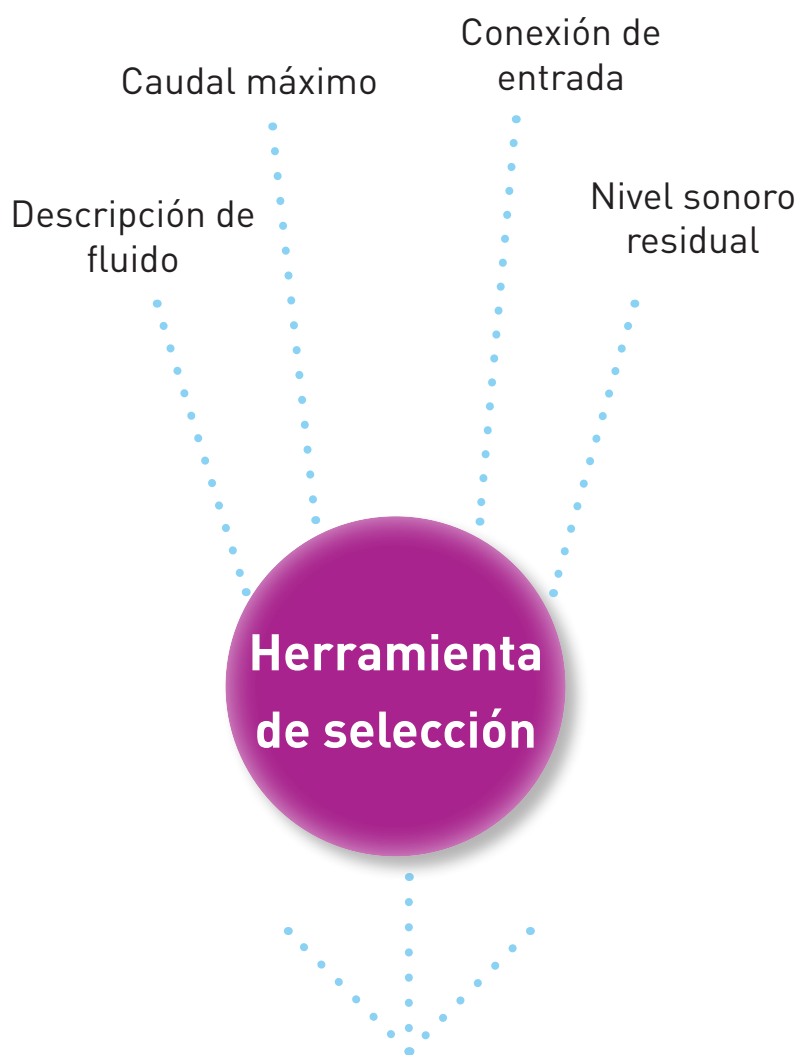 Conexión de
entrada
Caudal máximo
Nivel sonoro
residual
Descripción de
fluido
Herramienta
de selección